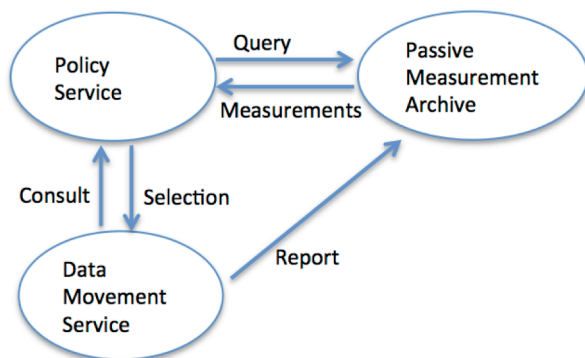 Query
Policy
Service
Passive
Measurement
Archive
Measurements
Consult
Selection
Report
Data
Movement
Service